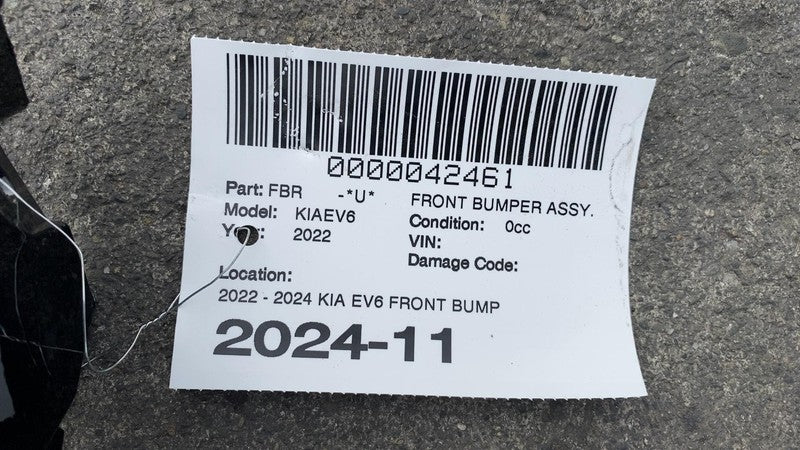 0000042461
Part: FBR -*U* FRONT BUMPER ASSY.
Model: KIAEV6 Condition: 0cc
2022 VIN:
Damage Code:
Location:
2022 - 2024 KIA EV6 FRONT BUMP
2024-11